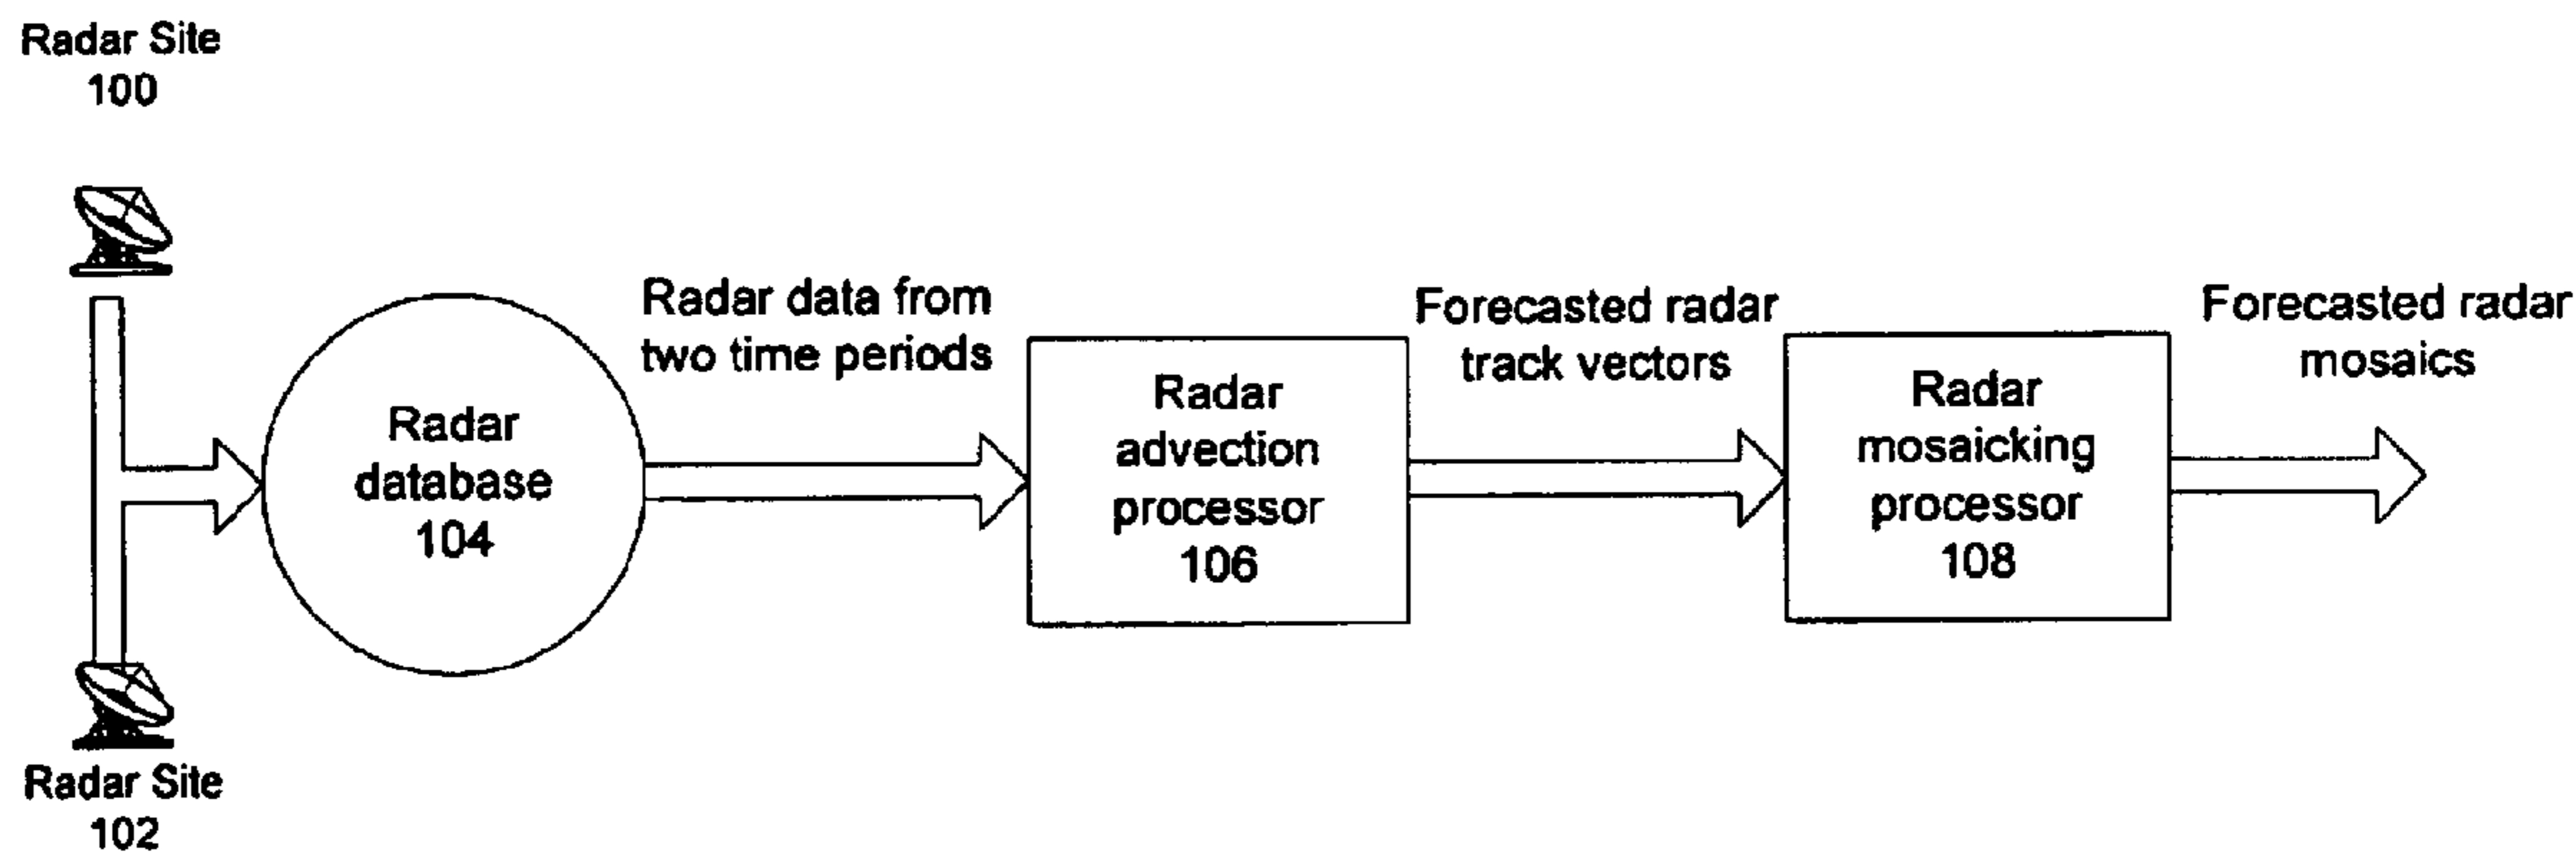 Radar Site
100
Radar database
104
Radar data from
two time periods
Radar
advection
processor
106
Forecasted radar
track vectors
Radar
mosaicking
processor
108
Forecasted radar
mosaics
Radar Site
102